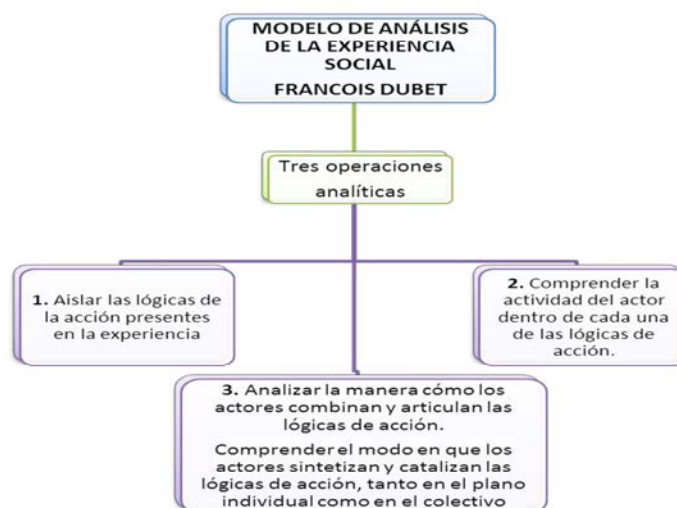 MODELO DE ANÁLISIS
DE LA EXPERIENCIA
SOCIAL
FRANCOIS DUBET
Tres operaciones
analíticas
1. Aislar las lógicas de
la acción presentes
en la experiencia
2. Comprender la
actividad del actor
dentro de cada una
de las lógicas de
acción.
3. Analizar la manera cómo los
actores combinan y articulan las
lógicas de acción.
Comprender el modo en que los
actores sintetizan y catalizan las
lógicas de acción, tanto en el plano
individual como en el colectivo